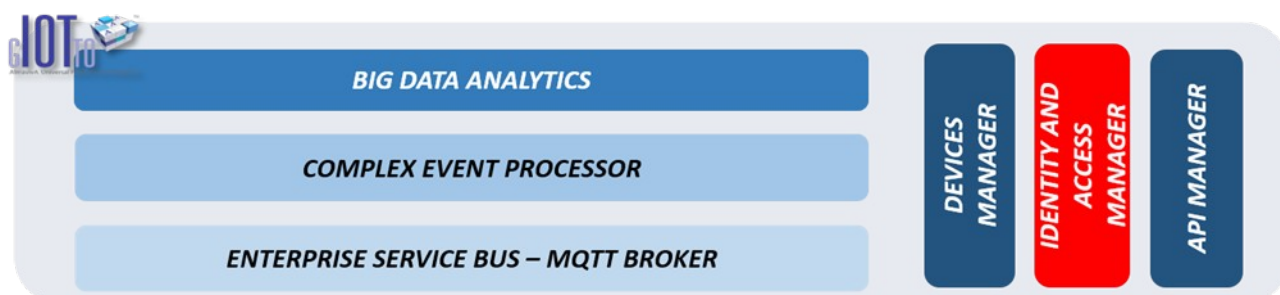 gIOTTO
BIG DATA ANALYTICS
COMPLEX EVENT PROCESSOR
ENTERPRISE SERVICE BUS – MQTT BROKER
DEVICES
MANAGER
IDENTITY AND
ACCESS
MANAGER
API MANAGER